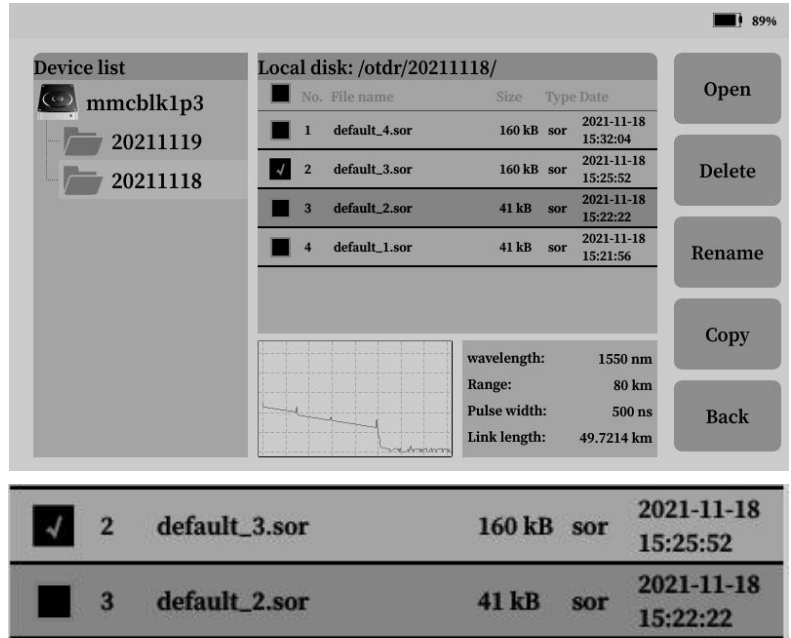 89%
Device list
mmcblk1p3
20211119
20211118
Local disk: /otdr/20211118/
No. File name Size Type Date
1 default_4.sor 160 kB sor 2021-11-18 15:32:04
2 default_3.sor 160 kB sor 2021-11-18 15:25:52
3 default_2.sor 41 kB sor 2021-11-18 15:22:22
4 default_1.sor 41 kB sor 2021-11-18 15:21:56
wavelength: 1550 nm
Range: 80 km
Pulse width: 500 ns
Link length: 49.7214 km
Open
Delete
Rename
Copy
Back
2 default_3.sor 160 kB sor 2021-11-18 15:25:52
3 default_2.sor 41 kB sor 2021-11-18 15:22:22